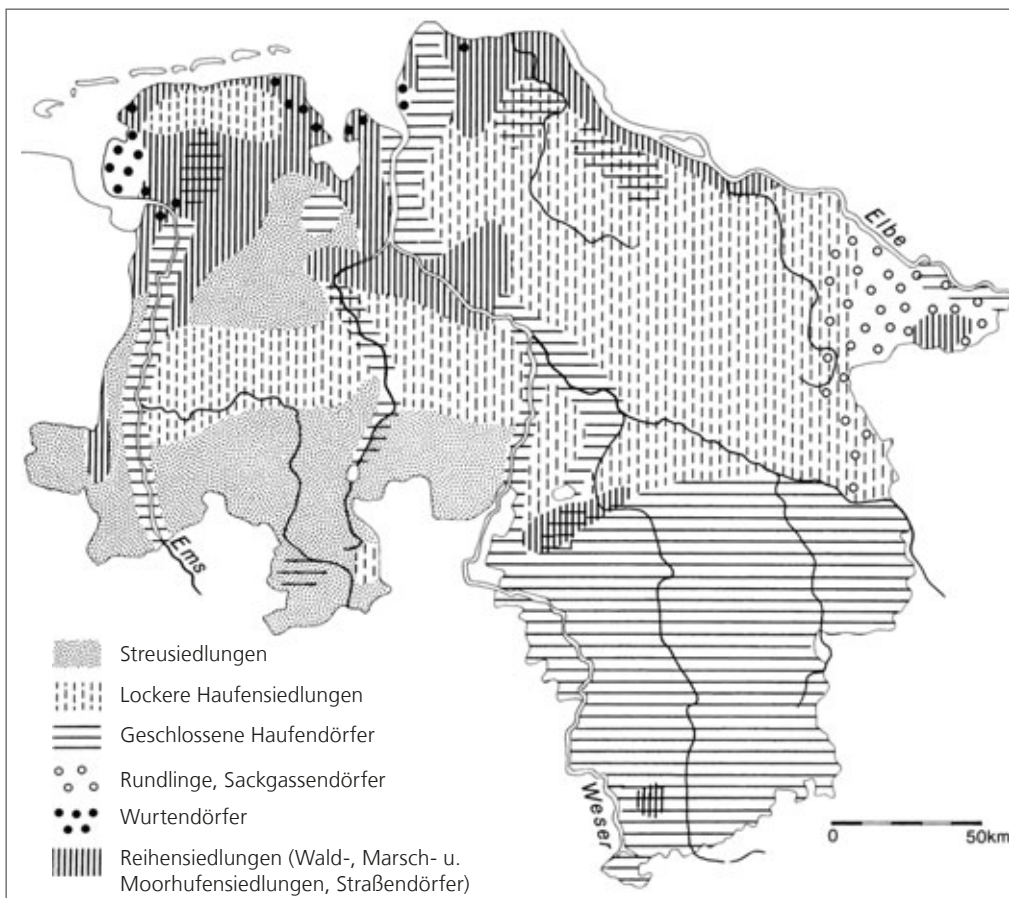 Elbe
Ems
Weser
Streusiedlungen
Lockere Haufensiedlungen
Geschlossene Haufendörfer
Rundlinge, Sackgassendörfer
Wurtendörfer
Reihensiedlungen (Wald-, Marsch- u.
Moorhufensiedlungen, Straßendörfer)
0 50km